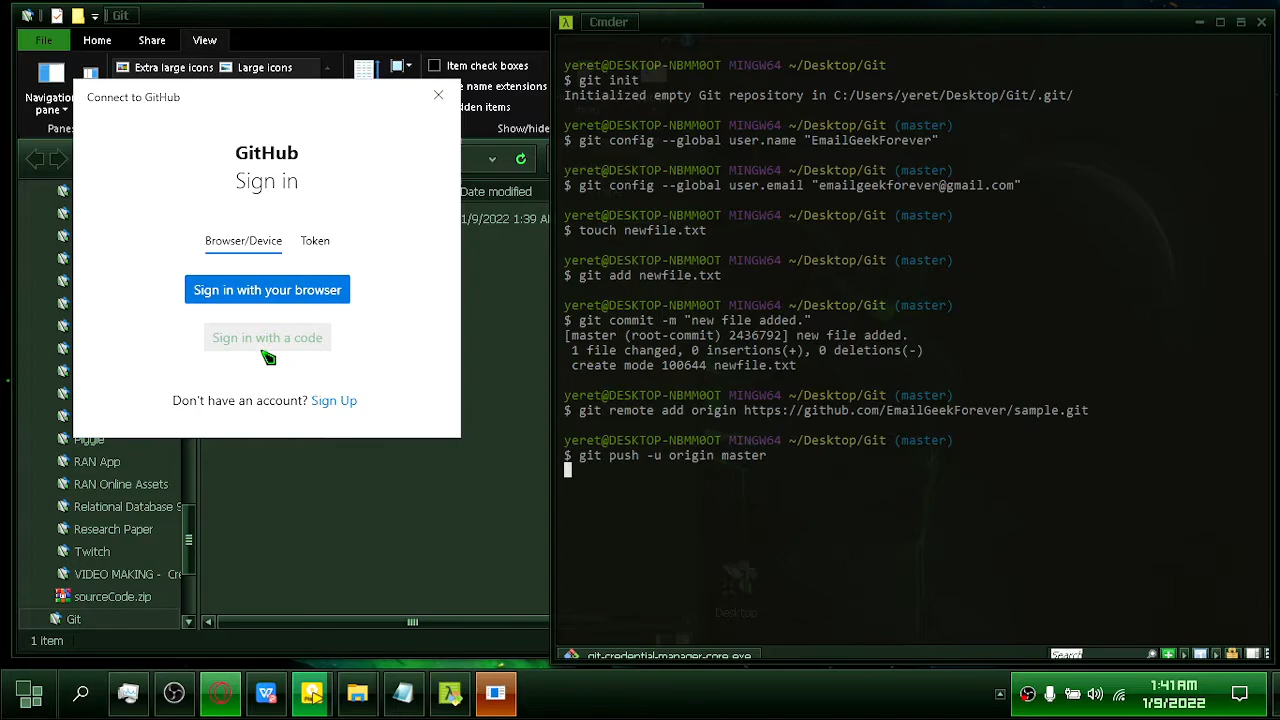 Git
File
Home
Share
View
Extra large icons
Large icons
Item check boxes
name extensions
hidden items
Navigation
pane
Panes
Show/hide
Date modified
1/9/2022 1:39 AM
Connect to GitHub
GitHub
Sign in
Browser/Device
Token
Sign in with your browser
Sign in with a code
Don't have an account? Sign Up
Piggle
RAN App
RAN Online Assets
Relational Database S
Research Paper
Twitch
VIDEO MAKING - Cre
sourceCode.zip
Git
1 item
λ Cmder
yeret@DESKTOP-NBMM0OT MINGW64 ~/Desktop/Git
$ git init
Initialized empty Git repository in C:/Users/yeret/Desktop/Git/.git/
yeret@DESKTOP-NBMM0OT MINGW64 ~/Desktop/Git (master)
$ git config --global user.name "EmailGeekForever"
yeret@DESKTOP-NBMM0OT MINGW64 ~/Desktop/Git (master)
$ git config --global user.email "emailgeekforever@gmail.com"
yeret@DESKTOP-NBMM0OT MINGW64 ~/Desktop/Git (master)
$ touch newfile.txt
yeret@DESKTOP-NBMM0OT MINGW64 ~/Desktop/Git (master)
$ git add newfile.txt
yeret@DESKTOP-NBMM0OT MINGW64 ~/Desktop/Git (master)
$ git commit -m "new file added."
[master (root-commit) 2436792] new file added.
1 file changed, 0 insertions(+), 0 deletions(-)
create mode 100644 newfile.txt
yeret@DESKTOP-NBMM0OT MINGW64 ~/Desktop/Git (master)
$ git remote add origin https://github.com/EmailGeekForever/sample.git
yeret@DESKTOP-NBMM0OT MINGW64 ~/Desktop/Git (master)
$ git push -u origin master
Desktop
git-credential-manager-core.exe
Search
1:41 AM
1/9/2022